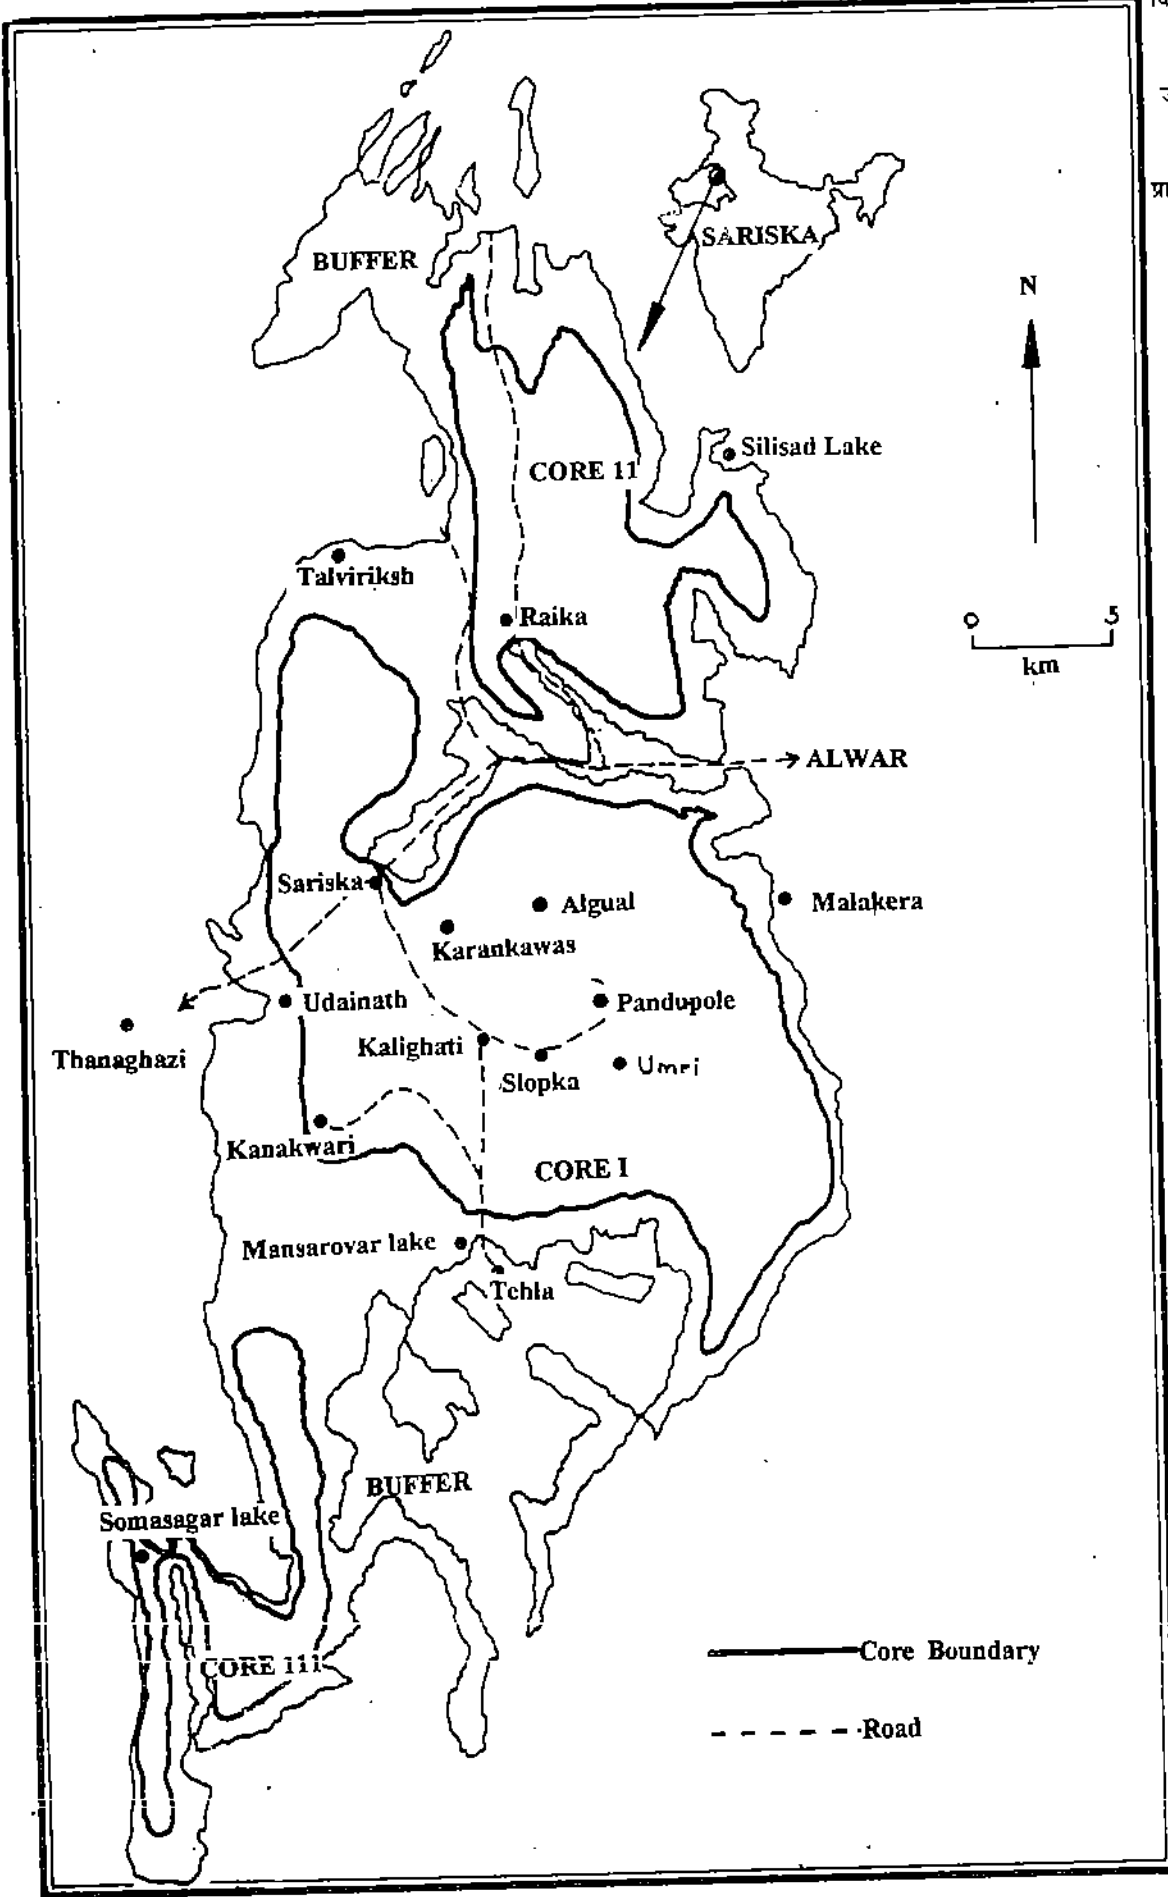 BUFFER
SARISKA
N
Silisad Lake
CORE 11
Talviriksh
Raika
0 5
km
ALWAR
Sariska
Algual
Malakera
Karankawas
Udainath
Pandupole
Thanaghazi
Kalighati
Slopka
Umri
Kanakwari
CORE I
Mansarovar lake
Tehla
BUFFER
Somasagar lake
CORE 111
Core Boundary
Road